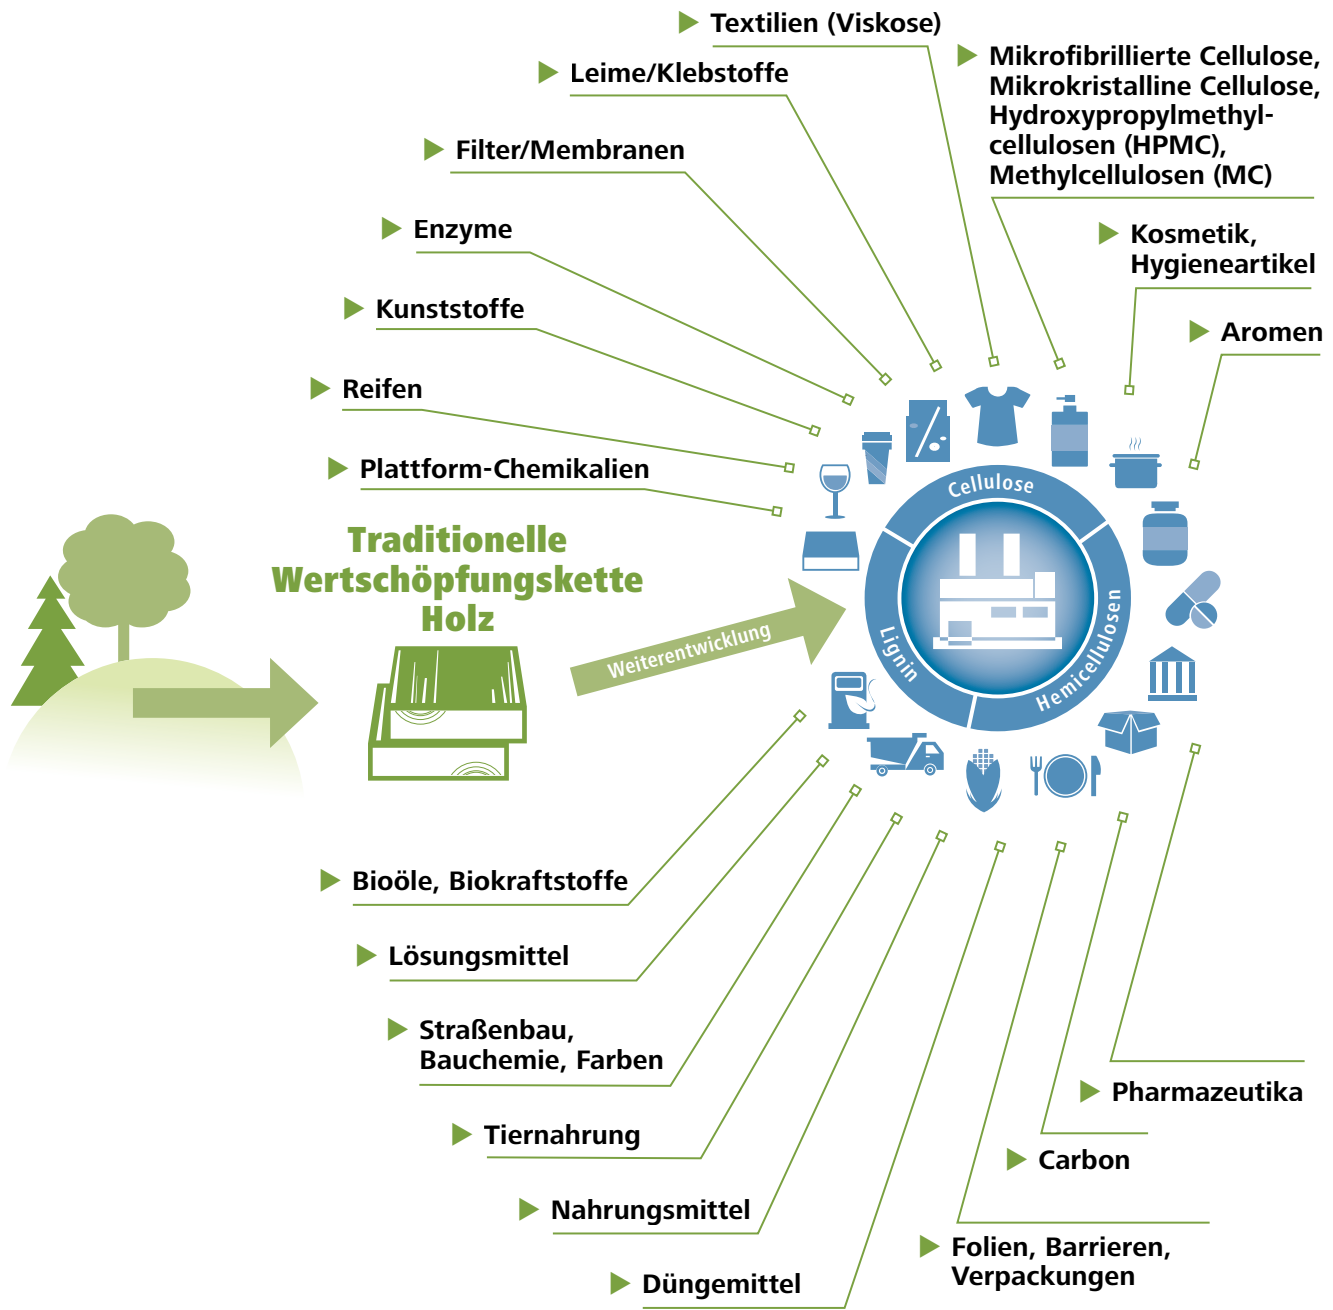 Textilien (Viskose)
Leime/Klebstoffe
Filter/Membranen
Enzyme
Kunststoffe
Reifen
Plattform-Chemikalien
Mikrofibrillierte Cellulose,
Mikrokristalline Cellulose,
Hydroxypropylmethyl-
cellulosen (HPMC),
Methylcellulosen (MC)
Kosmetik,
Hygieneartikel
Aromen
Traditionelle
Wertschöpfungskette
Holz
Weiterentwicklung
Cellulose
Lignin
Hemicellulosen
Bioöle, Biokraftstoffe
Lösungsmittel
Straßenbau,
Bauchemie, Farben
Tiernahrung
Nahrungsmittel
Düngemittel
Pharmazeutika
Carbon
Folien, Barrieren,
Verpackungen